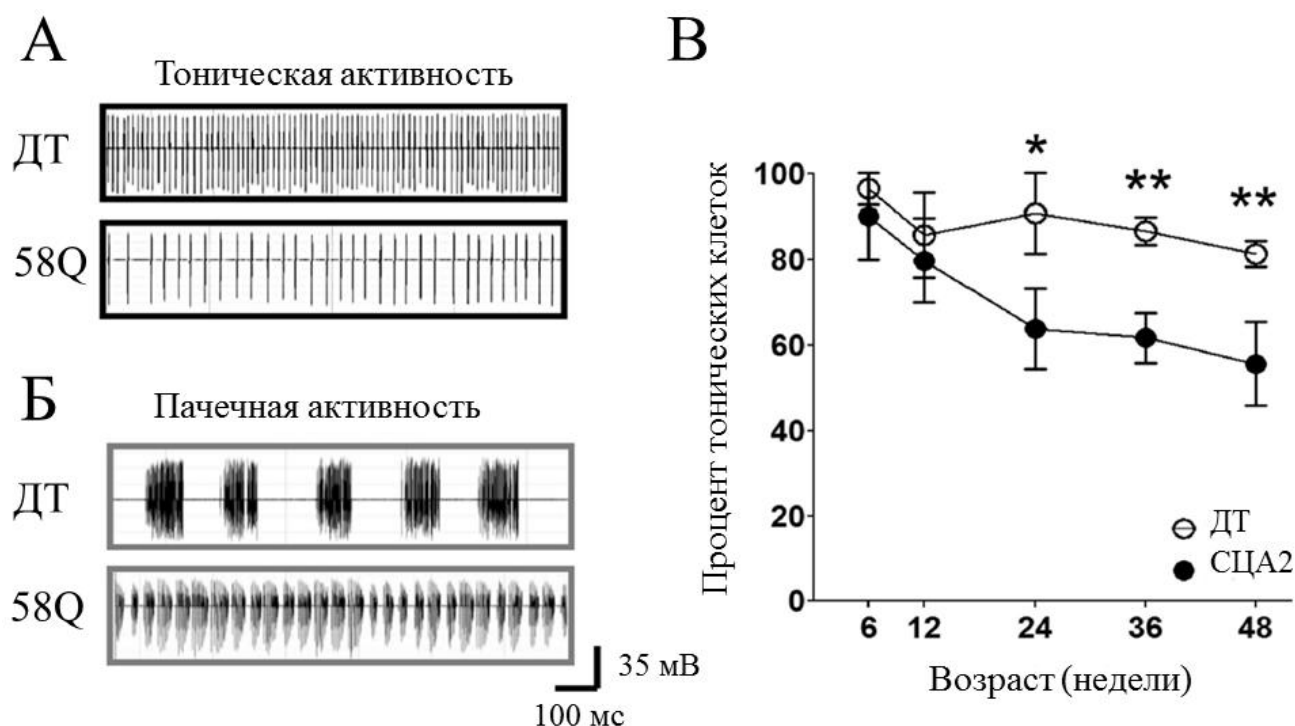 А
Тоническая активность
ДТ
58Q
Б
Пачечная активность
ДТ
58Q
35 мВ
100 мс
В
Процент тонических клеток
100
80
60
40
20
0
*
**
**
ДТ
СЦА2
6 12 24 36 48
Возраст (недели)